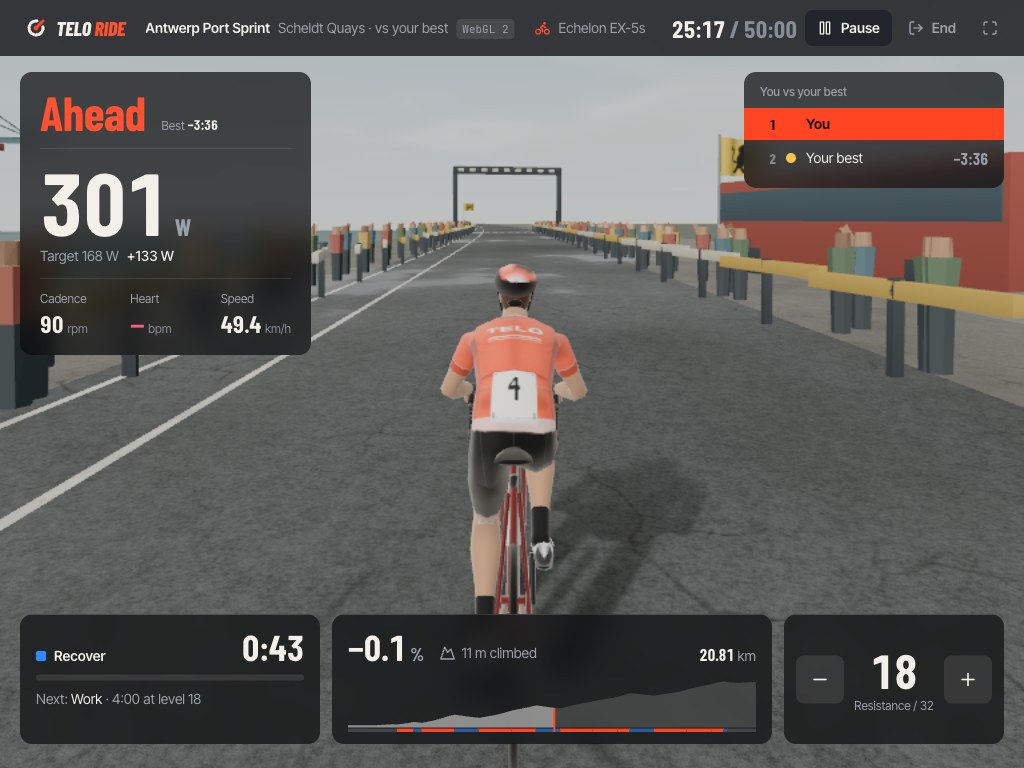 TELO RIDE
Antwerp Port Sprint Scheldt Quays · vs your best WebGL 2
Echelon EX-5s
25:17 / 50:00
Pause
End
Ahead Best −3:36
301 W
Target 168 W +133 W
Cadence Heart Speed
90 rpm – bpm 49.4 km/h
You vs your best
1 You
2 Your best −3:36
TELO
4
Recover 0:43
Next: Work · 4:00 at level 18
−0.1 % 11 m climbed 20.81 km
− 18 +
Resistance / 32